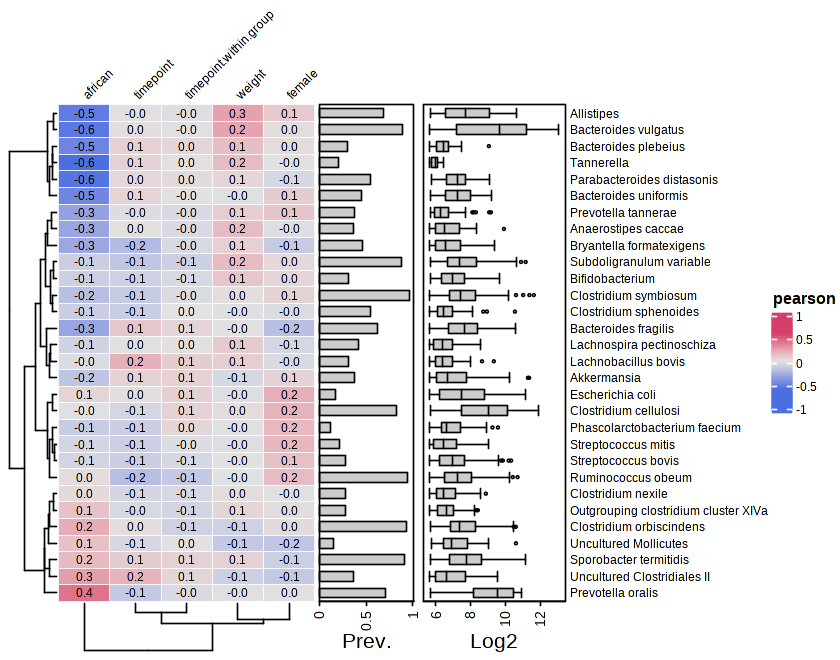 african timepoint timepoint.within.group weight female
-0.5 -0.0 -0.0 0.3 0.1 Allistipes
-0.6 0.0 -0.0 0.2 0.0 Bacteroides vulgatus
-0.5 0.1 0.0 0.1 0.0 Bacteroides plebeius
-0.6 0.1 0.0 0.2 -0.0 Tannerella
-0.6 0.0 0.0 0.1 -0.1 Parabacteroides distasonis
-0.5 0.1 -0.0 -0.0 0.1 Bacteroides uniformis
-0.3 -0.0 -0.0 0.1 0.1 Prevotella tannerae
-0.3 0.0 -0.0 0.2 -0.0 Anaerostipes caccae
-0.3 -0.2 -0.0 0.1 -0.1 Bryantella formatexigens
-0.1 -0.1 -0.1 0.2 0.0 Subdoligranulum variable
-0.1 -0.1 -0.1 0.1 0.0 Bifidobacterium
-0.2 -0.1 -0.0 0.0 0.1 Clostridium symbiosum
-0.1 -0.1 0.0 -0.0 -0.0 Clostridium sphenoides
-0.3 0.1 0.1 -0.0 -0.2 Bacteroides fragilis
-0.1 0.0 0.0 0.1 -0.0 Lachnospira pectinoschiza
-0.0 0.2 0.1 0.1 -0.0 Lachnobacillus bovis
-0.2 0.1 0.1 -0.1 0.1 Akkermansia
0.1 0.0 0.1 -0.0 0.2 Escherichia coli
-0.0 -0.1 0.1 0.0 0.2 Clostridium cellulosi
-0.1 -0.1 0.0 -0.0 0.2 Phascolarctobacterium faecium
-0.1 -0.1 -0.0 -0.0 0.2 Streptococcus mitis
-0.1 -0.1 -0.1 -0.0 0.1 Streptococcus bovis
0.0 -0.2 -0.1 -0.0 0.2 Ruminococcus obeum
0.0 -0.1 -0.1 0.0 -0.0 Clostridium nexile
0.1 -0.0 -0.1 -0.0 0.0 Outgrouping clostridium cluster XIVa
0.2 0.0 -0.1 -0.1 0.0 Clostridium orbiscindens
0.1 -0.1 0.0 -0.1 -0.2 Uncultured Mollicutes
0.2 0.1 0.1 0.1 -0.1 Sporobacter termitidis
0.3 0.2 0.1 -0.1 -0.1 Uncultured Clostridiales II
0.4 -0.1 -0.0 -0.0 0.0 Prevotella oralis
0 0.5 1 6 8 10 12
Prev. Log2
pearson
1
0.5
0
-0.5
-1